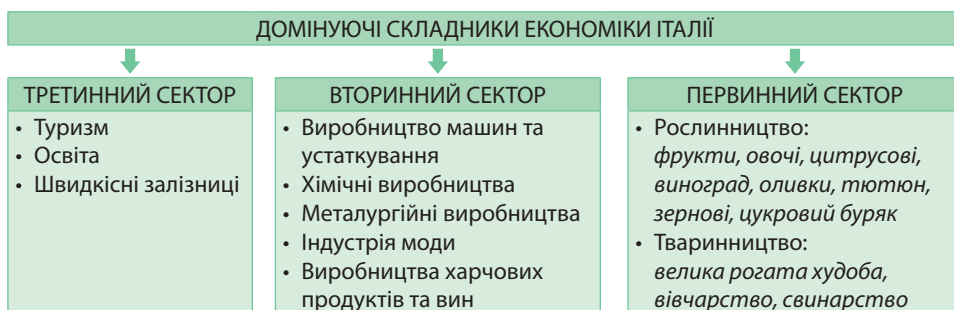 ДОМІНУЮЧІ СКЛАДНИКИ ЕКОНОМІКИ ІТАЛІЇ
ТРЕТИННИЙ СЕКТОР
• Туризм
• Освіта
• Швидкісні залізниці
ВТОРИННИЙ СЕКТОР
• Виробництво машин та
устаткування
• Хімічні виробництва
• Металургійні виробництва
• Індустрія моди
• Виробництва харчових
продуктів та вин
ПЕРВИННИЙ СЕКТОР
• Рослинництво:
фрукти, овочі, цитрусові,
виноград, оливки, тютюн,
зернові, цукровий буряк
• Тваринництво:
велика рогата худоба,
вівчарство, свинарство